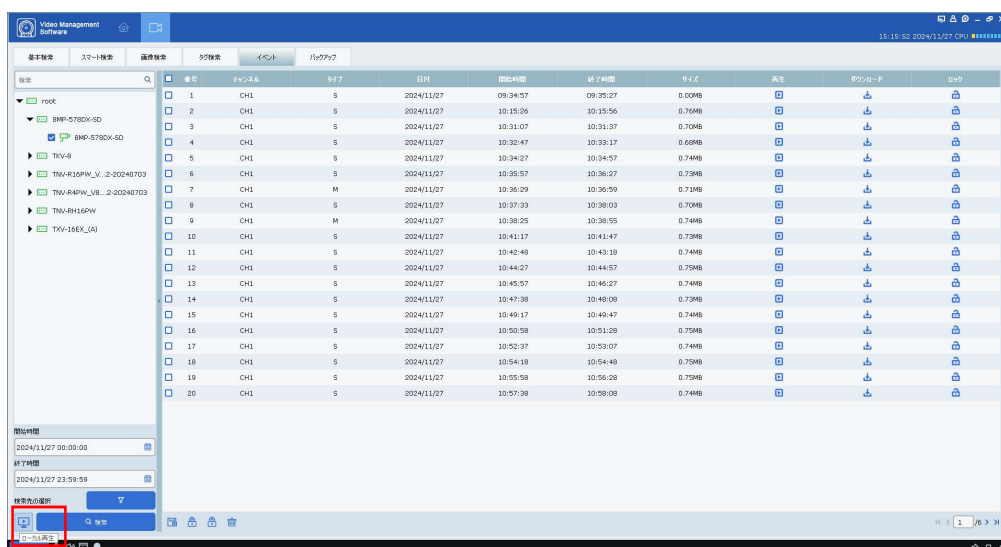 Video Management
Software
15:15:52 2024/11/27 CPU
基本検索 スマート検索 画像検索 タグ検索 イベント バックアップ
検索
root
8MP-578DX-SD
8MP-578DX-SD
TKV-8
TNV-R16PW_V...2-20240703
TNV-R4PW_V8...2-20240703
TNV-RH16PW
TXV-16EX_(A)
番号 チャンネル タイプ 日付 開始時間 終了時間 サイズ 再生 ダウンロード ロック
1 CH1 S 2024/11/27 09:34:57 09:35:27 0.00MB
2 CH1 S 2024/11/27 10:15:26 10:15:56 0.76MB
3 CH1 S 2024/11/27 10:31:07 10:31:37 0.70MB
4 CH1 S 2024/11/27 10:32:47 10:33:17 0.68MB
5 CH1 S 2024/11/27 10:34:27 10:34:57 0.74MB
6 CH1 S 2024/11/27 10:35:57 10:36:27 0.73MB
7 CH1 M 2024/11/27 10:36:29 10:36:59 0.71MB
8 CH1 S 2024/11/27 10:37:33 10:38:03 0.70MB
9 CH1 M 2024/11/27 10:38:25 10:38:55 0.74MB
10 CH1 S 2024/11/27 10:41:17 10:41:47 0.73MB
11 CH1 S 2024/11/27 10:42:48 10:43:18 0.74MB
12 CH1 S 2024/11/27 10:44:27 10:44:57 0.75MB
13 CH1 S 2024/11/27 10:45:57 10:46:27 0.74MB
14 CH1 S 2024/11/27 10:47:38 10:48:08 0.73MB
15 CH1 S 2024/11/27 10:49:17 10:49:47 0.74MB
16 CH1 S 2024/11/27 10:50:58 10:51:28 0.75MB
17 CH1 S 2024/11/27 10:52:37 10:53:07 0.74MB
18 CH1 S 2024/11/27 10:54:18 10:54:48 0.75MB
19 CH1 S 2024/11/27 10:55:58 10:56:28 0.75MB
20 CH1 S 2024/11/27 10:57:38 10:58:08 0.74MB
開始時間
2024/11/27 00:00:00
終了時間
2024/11/27 23:59:59
検索先の選択
検索
ローカル再生
1 /6